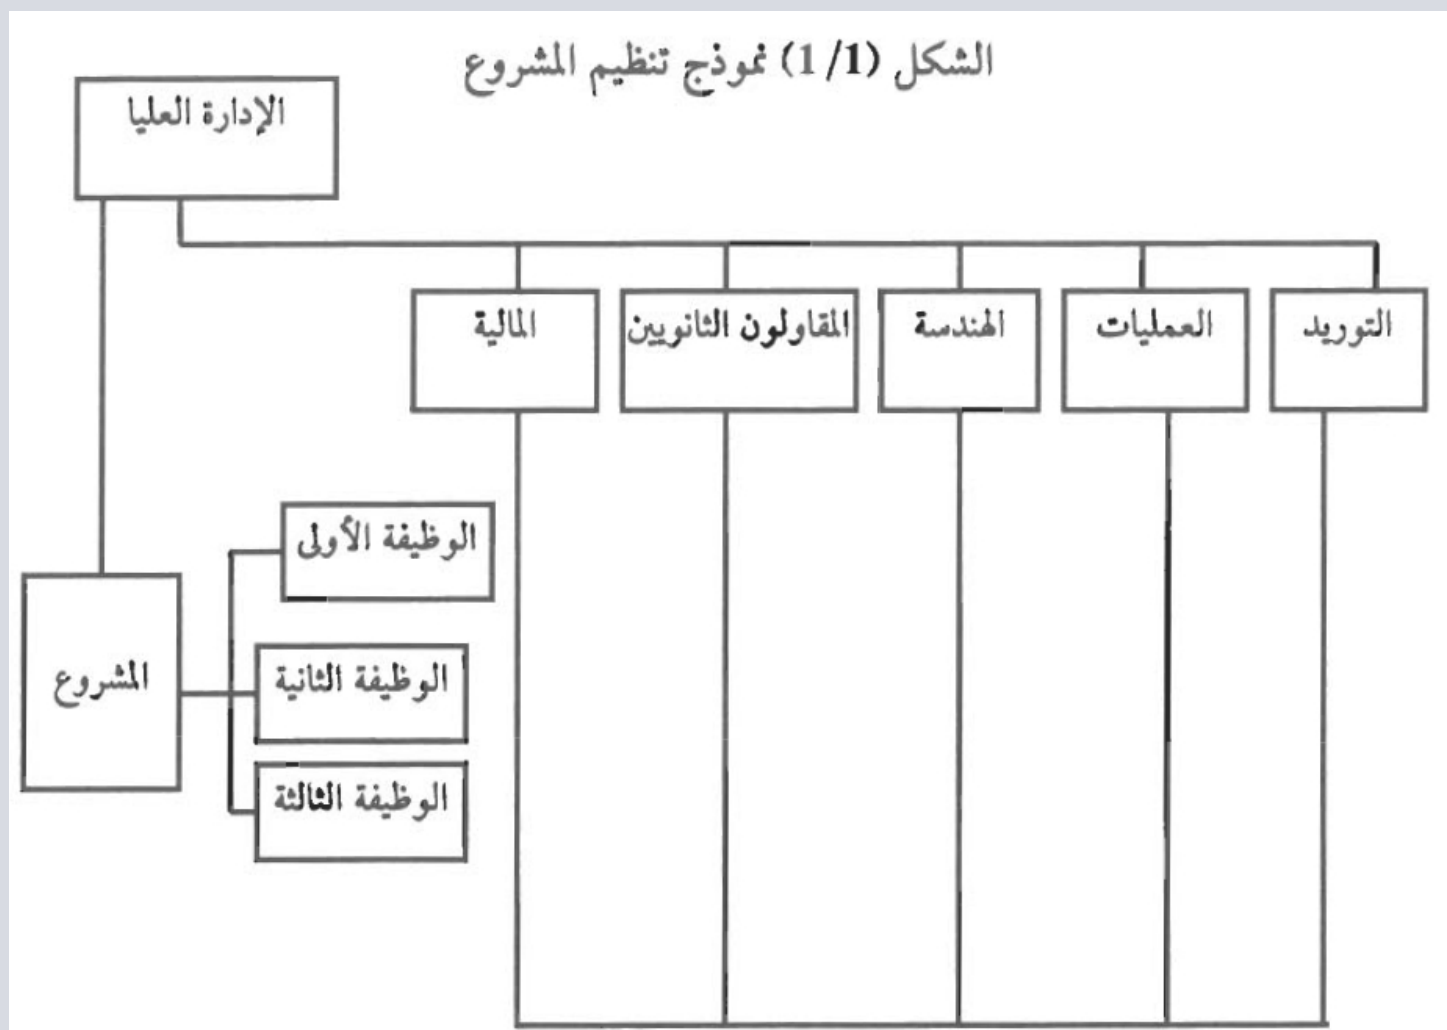 الشكل (1/1) نموذج تنظيم المشروع
الإدارة العليا
التوريد
العمليات
الهندسة
المقاولون الثانويين
المالية
الوظيفة الأولى
المشروع
الوظيفة الثانية
الوظيفة الثالثة